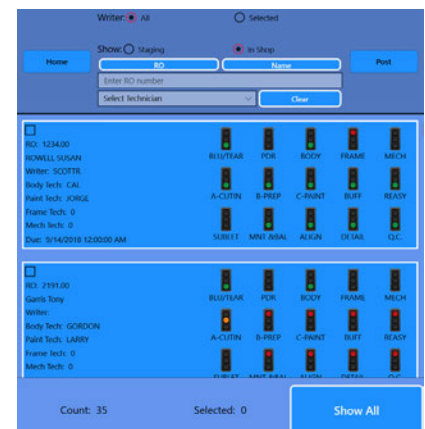 Writer: All Selected
Show: Staging In Shop
Home RO Name Post
Enter RO number
Select Technician Clear
RO: 1234.00
ROWELL SUSAN
BLU/TEAR PDR BODY FRAME MECH
Writer: SCOTTR
Body Tech: CAL
Paint Tech: JORGE
A-CUTIN B-PREP C-PAINT BUFF REASY
Frame Tech: 0
Mech Tech: 0
Due: 9/14/2018 12:00:00 AM
SUBLET MNT &BAL ALIGN DETAIL Q.C.
RO: 2191.00
Garris Tony
BLU/TEAR PDR BODY FRAME MECH
Writer:
Body Tech: GORDON
Paint Tech: LARRY
A-CUTIN B-PREP C-PAINT BUFF REASY
Frame Tech: 0
Mech Tech: 0
SUBLET MNT &BAL ALIGN DETAIL Q.C.
Count: 35 Selected: 0 Show All